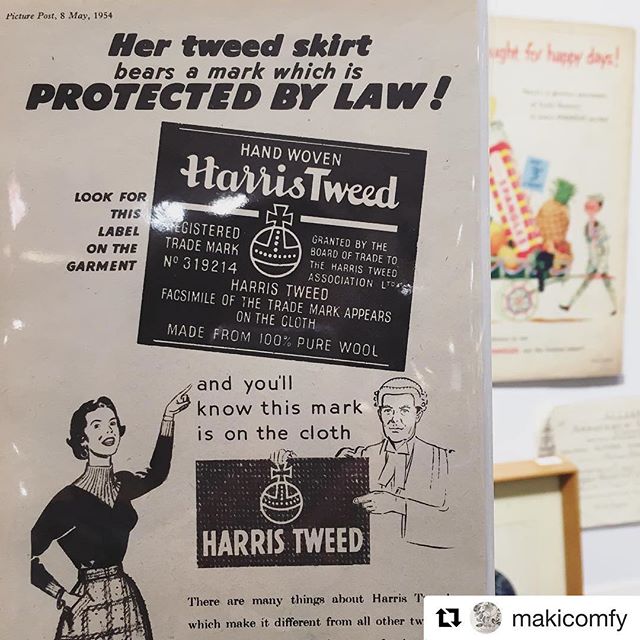 Picture Post, 8 May, 1954
Her tweed skirt
bears a mark which is
PROTECTED BY LAW!
LOOK FOR
THIS
LABEL
ON THE
GARMENT
HAND WOVEN
Harris Tweed
REGISTERED
TRADE MARK
No 319214
GRANTED BY THE
BOARD OF TRADE TO
THE HARRIS TWEED
ASSOCIATION LTD
HARRIS TWEED
FACSIMILE OF THE TRADE MARK APPEARS
ON THE CLOTH
MADE FROM 100% PURE WOOL
and you'll
know this mark
is on the cloth
HARRIS TWEED
There are many things about Harris
which make it different from all other
for happy days!
makicomfy